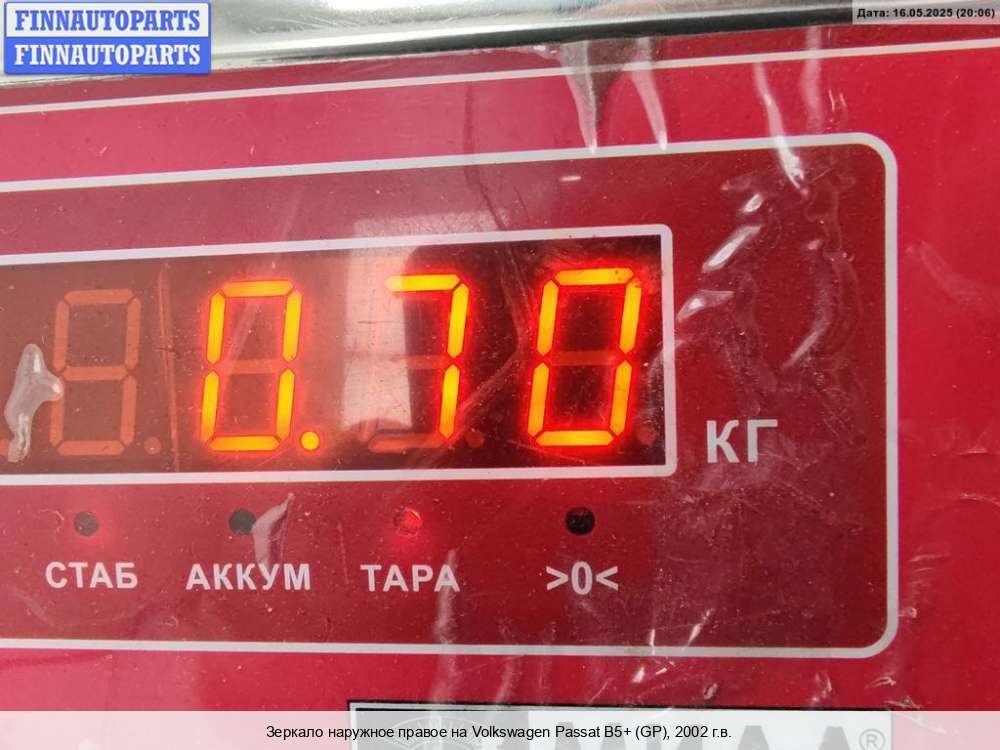 FINNAUTOPARTS
FINNAUTOPARTS
Дата: 16.05.2025 (20:06)
0.70
КГ
СТАБ АККУМ ТАРА >0<
®
Зеркало наружное правое на Volkswagen Passat B5+ (GP), 2002 г.в.